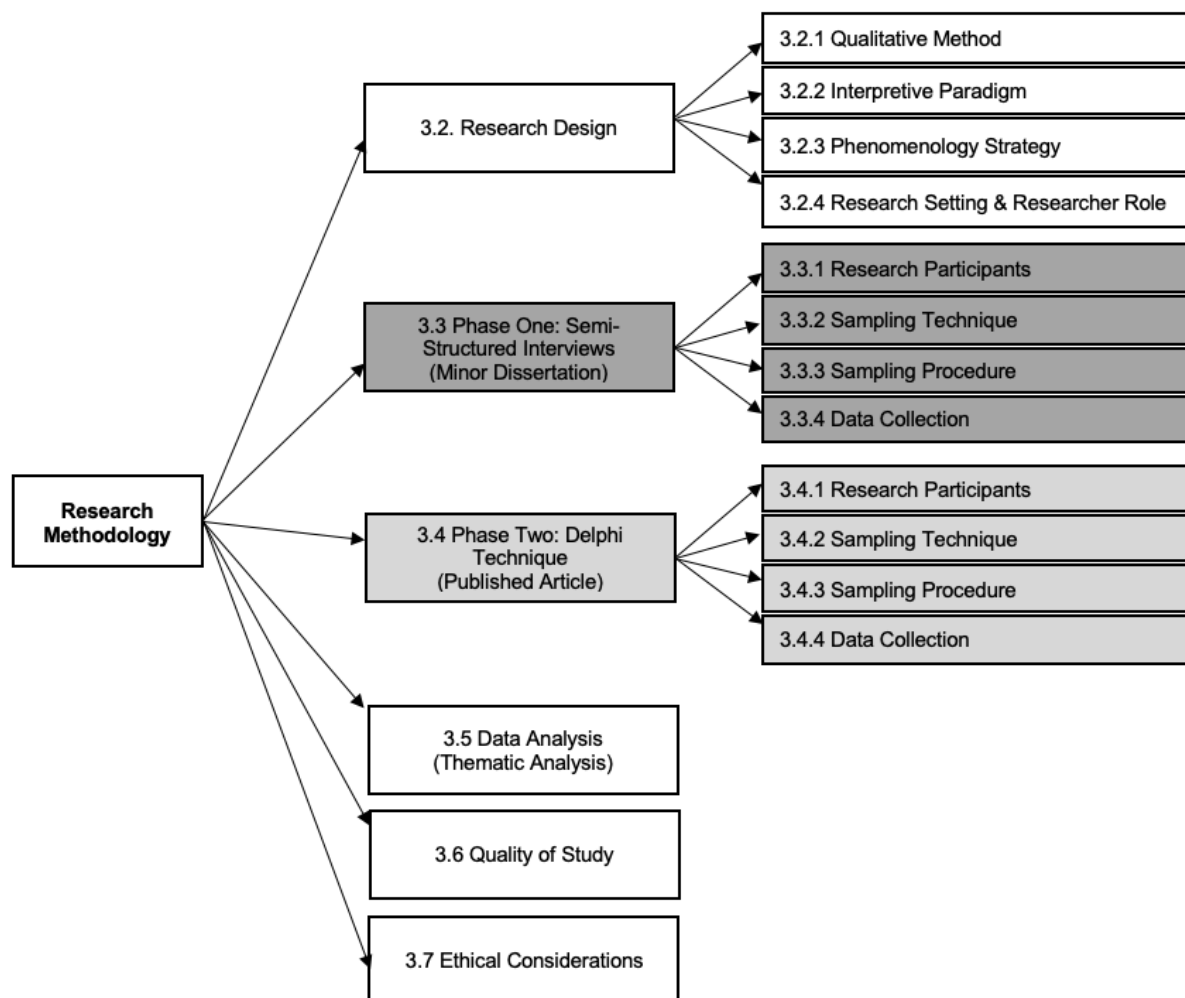 3.2.1 Qualitative Method
3.2.2 Interpretive Paradigm
3.2. Research Design
3.2.3 Phenomenology Strategy
3.2.4 Research Setting & Researcher Role
3.3.1 Research Participants
3.3 Phase One: Semi-
Structured Interviews
(Minor Dissertation)
3.3.2 Sampling Technique
3.3.3 Sampling Procedure
3.3.4 Data Collection
Research
Methodology
3.4.1 Research Participants
3.4 Phase Two: Delphi
Technique
(Published Article)
3.4.2 Sampling Technique
3.4.3 Sampling Procedure
3.4.4 Data Collection
3.5 Data Analysis
(Thematic Analysis)
3.6 Quality of Study
3.7 Ethical Considerations